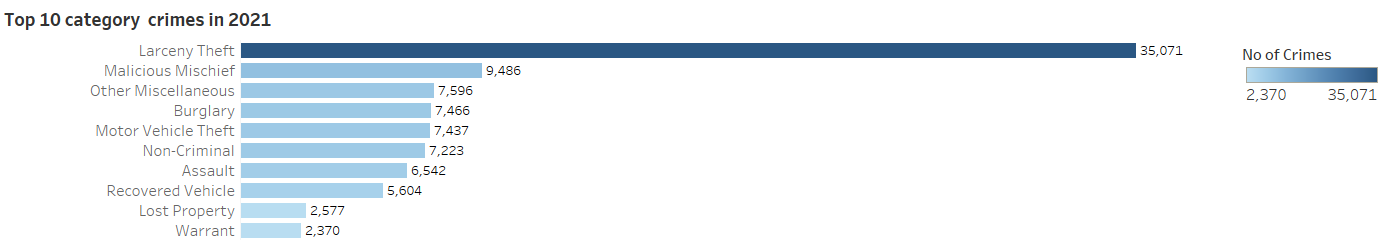 Top 10 category  crimes in 2021
Larceny Theft 35,071
Malicious Mischief 9,486
Other Miscellaneous 7,596
Burglary 7,466
Motor Vehicle Theft 7,437
Non-Criminal 7,223
Assault 6,542
Recovered Vehicle 5,604
Lost Property 2,577
Warrant 2,370
No of Crimes
2,370 35,071